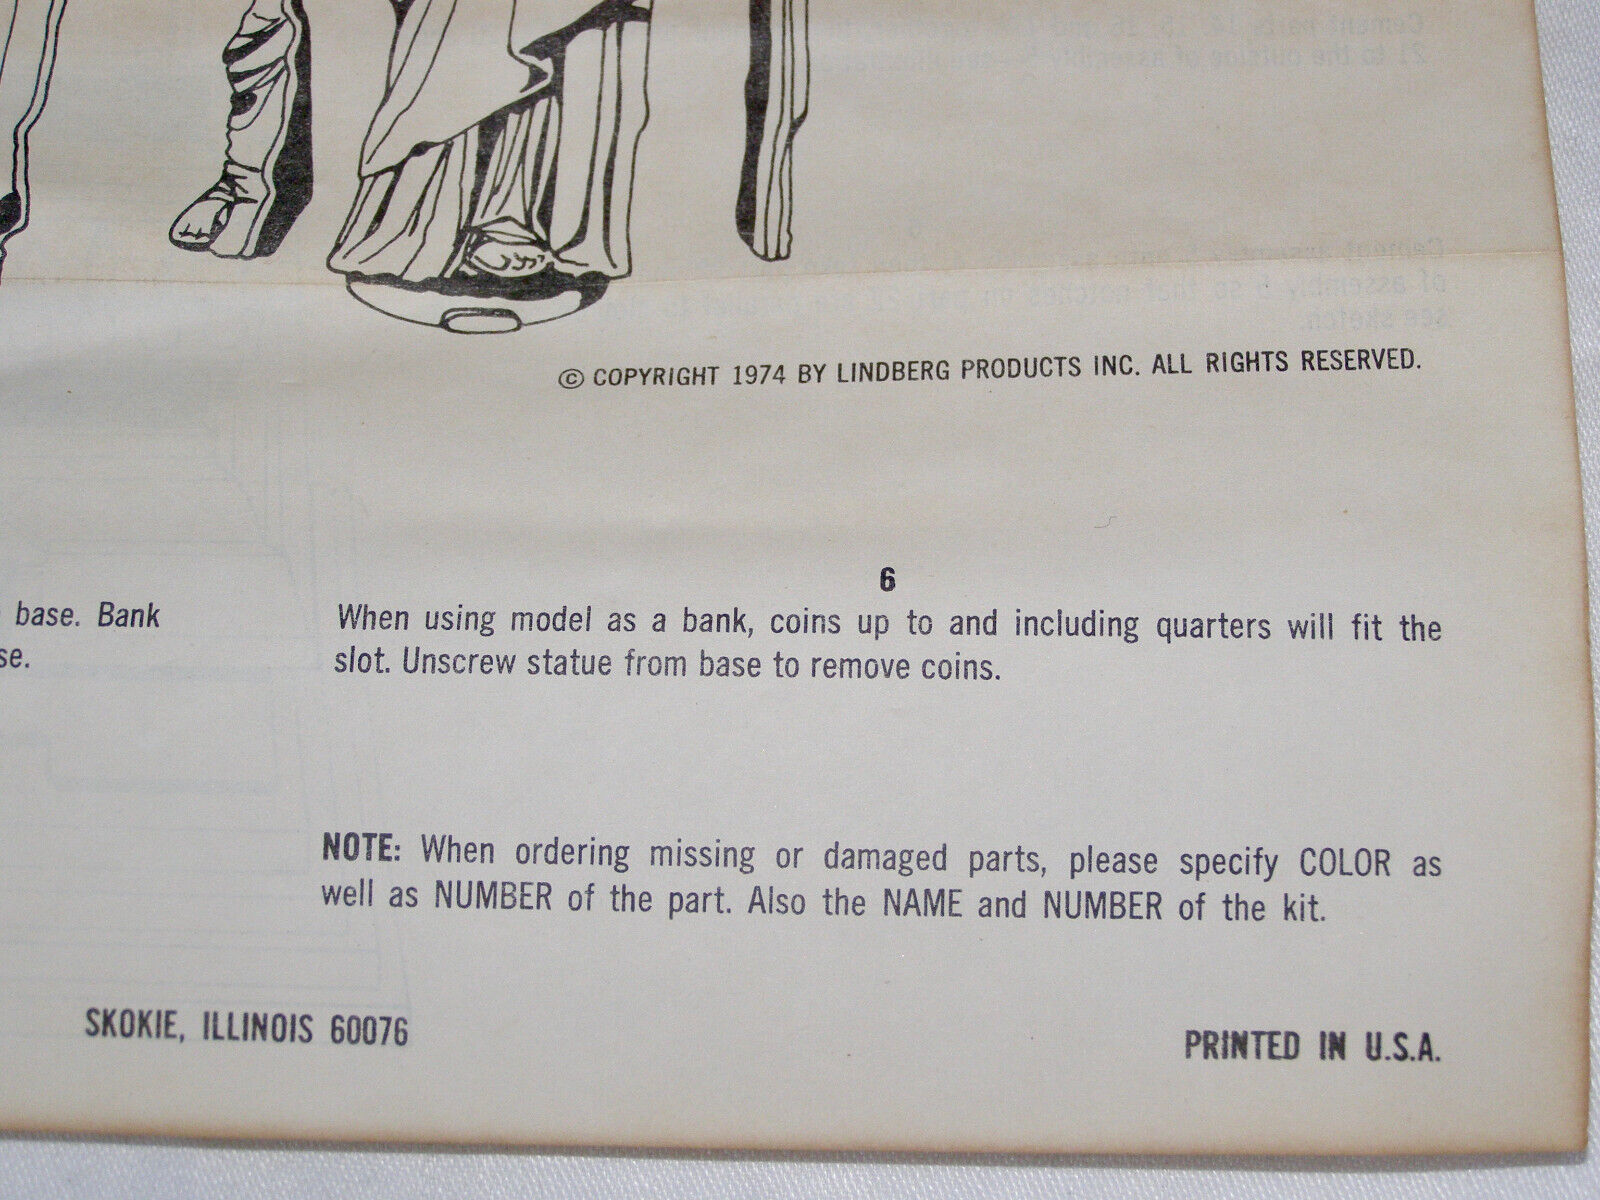 © COPYRIGHT 1974 BY LINDBERG PRODUCTS INC. ALL RIGHTS RESERVED.
base. Bank
se.
6
When using model as a bank, coins up to and including quarters will fit the
slot. Unscrew statue from base to remove coins.
NOTE: When ordering missing or damaged parts, please specify COLOR as
well as NUMBER of the part. Also the NAME and NUMBER of the kit.
SKOKIE, ILLINOIS 60076
PRINTED IN U.S.A.